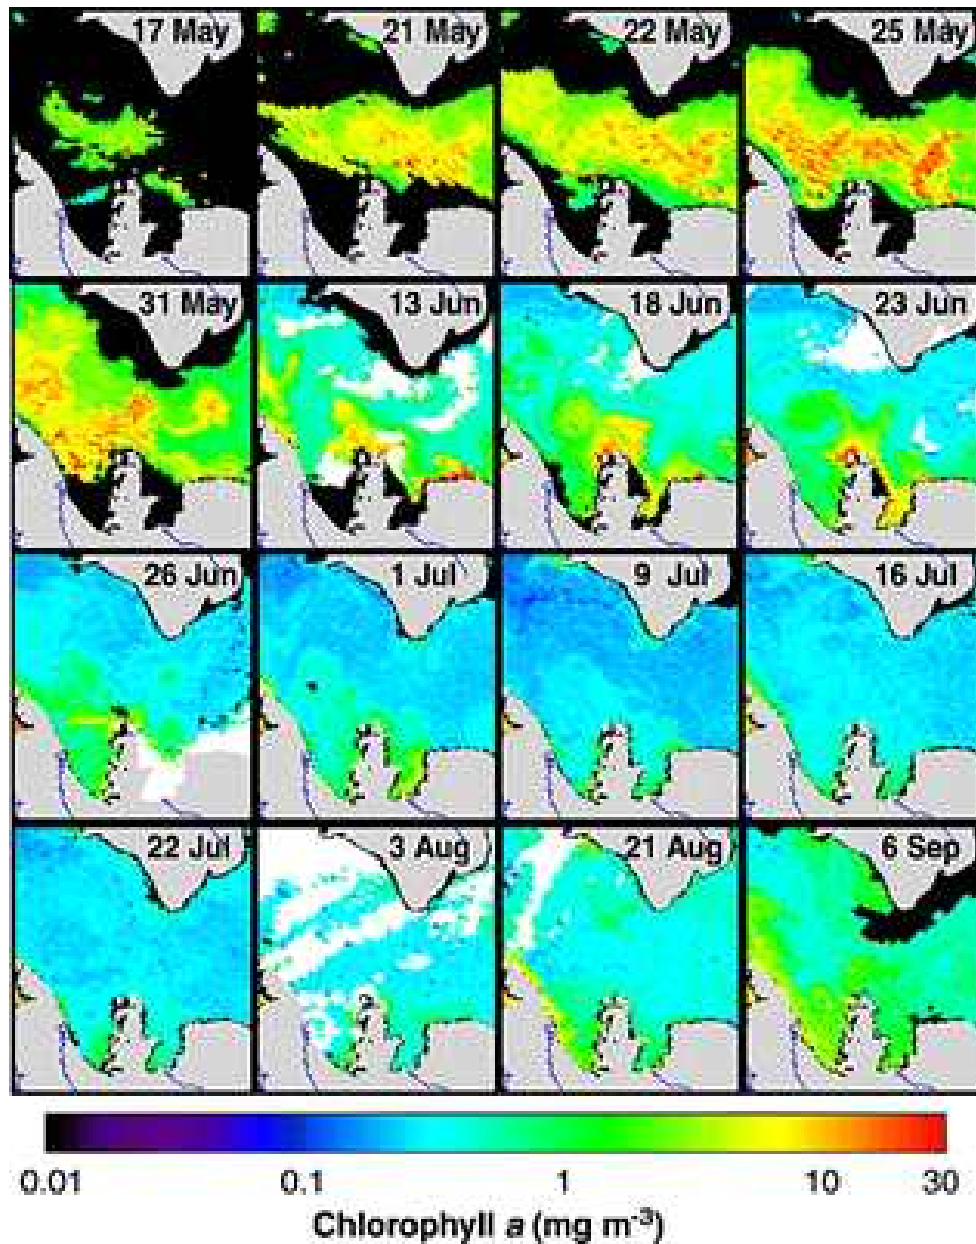 17 May 21 May 22 May 25 May
31 May 13 Jun 18 Jun 23 Jun
26 Jun 1 Jul 9 Jul 16 Jul
22 Jul 3 Aug 21 Aug 6 Sep
0.01 0.1 1 10 30
Chlorophyll a (mg m-3)